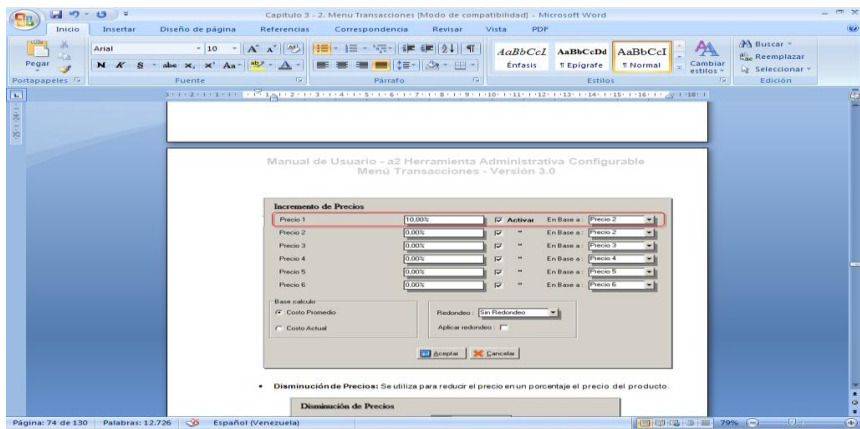 Capitulo 3 - 2. Menu Transacciones [Modo de compatibilidad] - Microsoft Word
Inicio Insertar Diseño de página Referencias Correspondencia Revisar Vista PDF
Pegar
Arial 10
N K S abe x, x² Aa
AaBbCcL AaBbCcDd AaBbCcI
Énfasis ¶ Epígrafe ¶ Normal
Cambiar estilos
Buscar
Reemplazar
Seleccionar
Portapapeles Fuente Párrafo Estilos Edición
Manual de Usuario - a2 Herramienta Administrativa Configurable
Menú Transacciones - Versión 3.0
Incremento de Precios
Precio 1 10,00% Activar En Base a : Precio 2
Precio 2 0,00% " En Base a : Precio 2
Precio 3 0,00% " En Base a : Precio 3
Precio 4 0,00% " En Base a : Precio 4
Precio 5 0,00% " En Base a : Precio 5
Precio 6 0,00% " En Base a : Precio 6
Base calculo
Costo Promedio
Costo Actual
Redondeo : Sin Redondeo
Aplicar redondeo :
Aceptar Cancelar
• Disminución de Precios: Se utiliza para reducir el precio en un porcentaje el precio del producto.
Disminución de Precios
Página: 74 de 130 Palabras: 12.726 Español (Venezuela) 79%